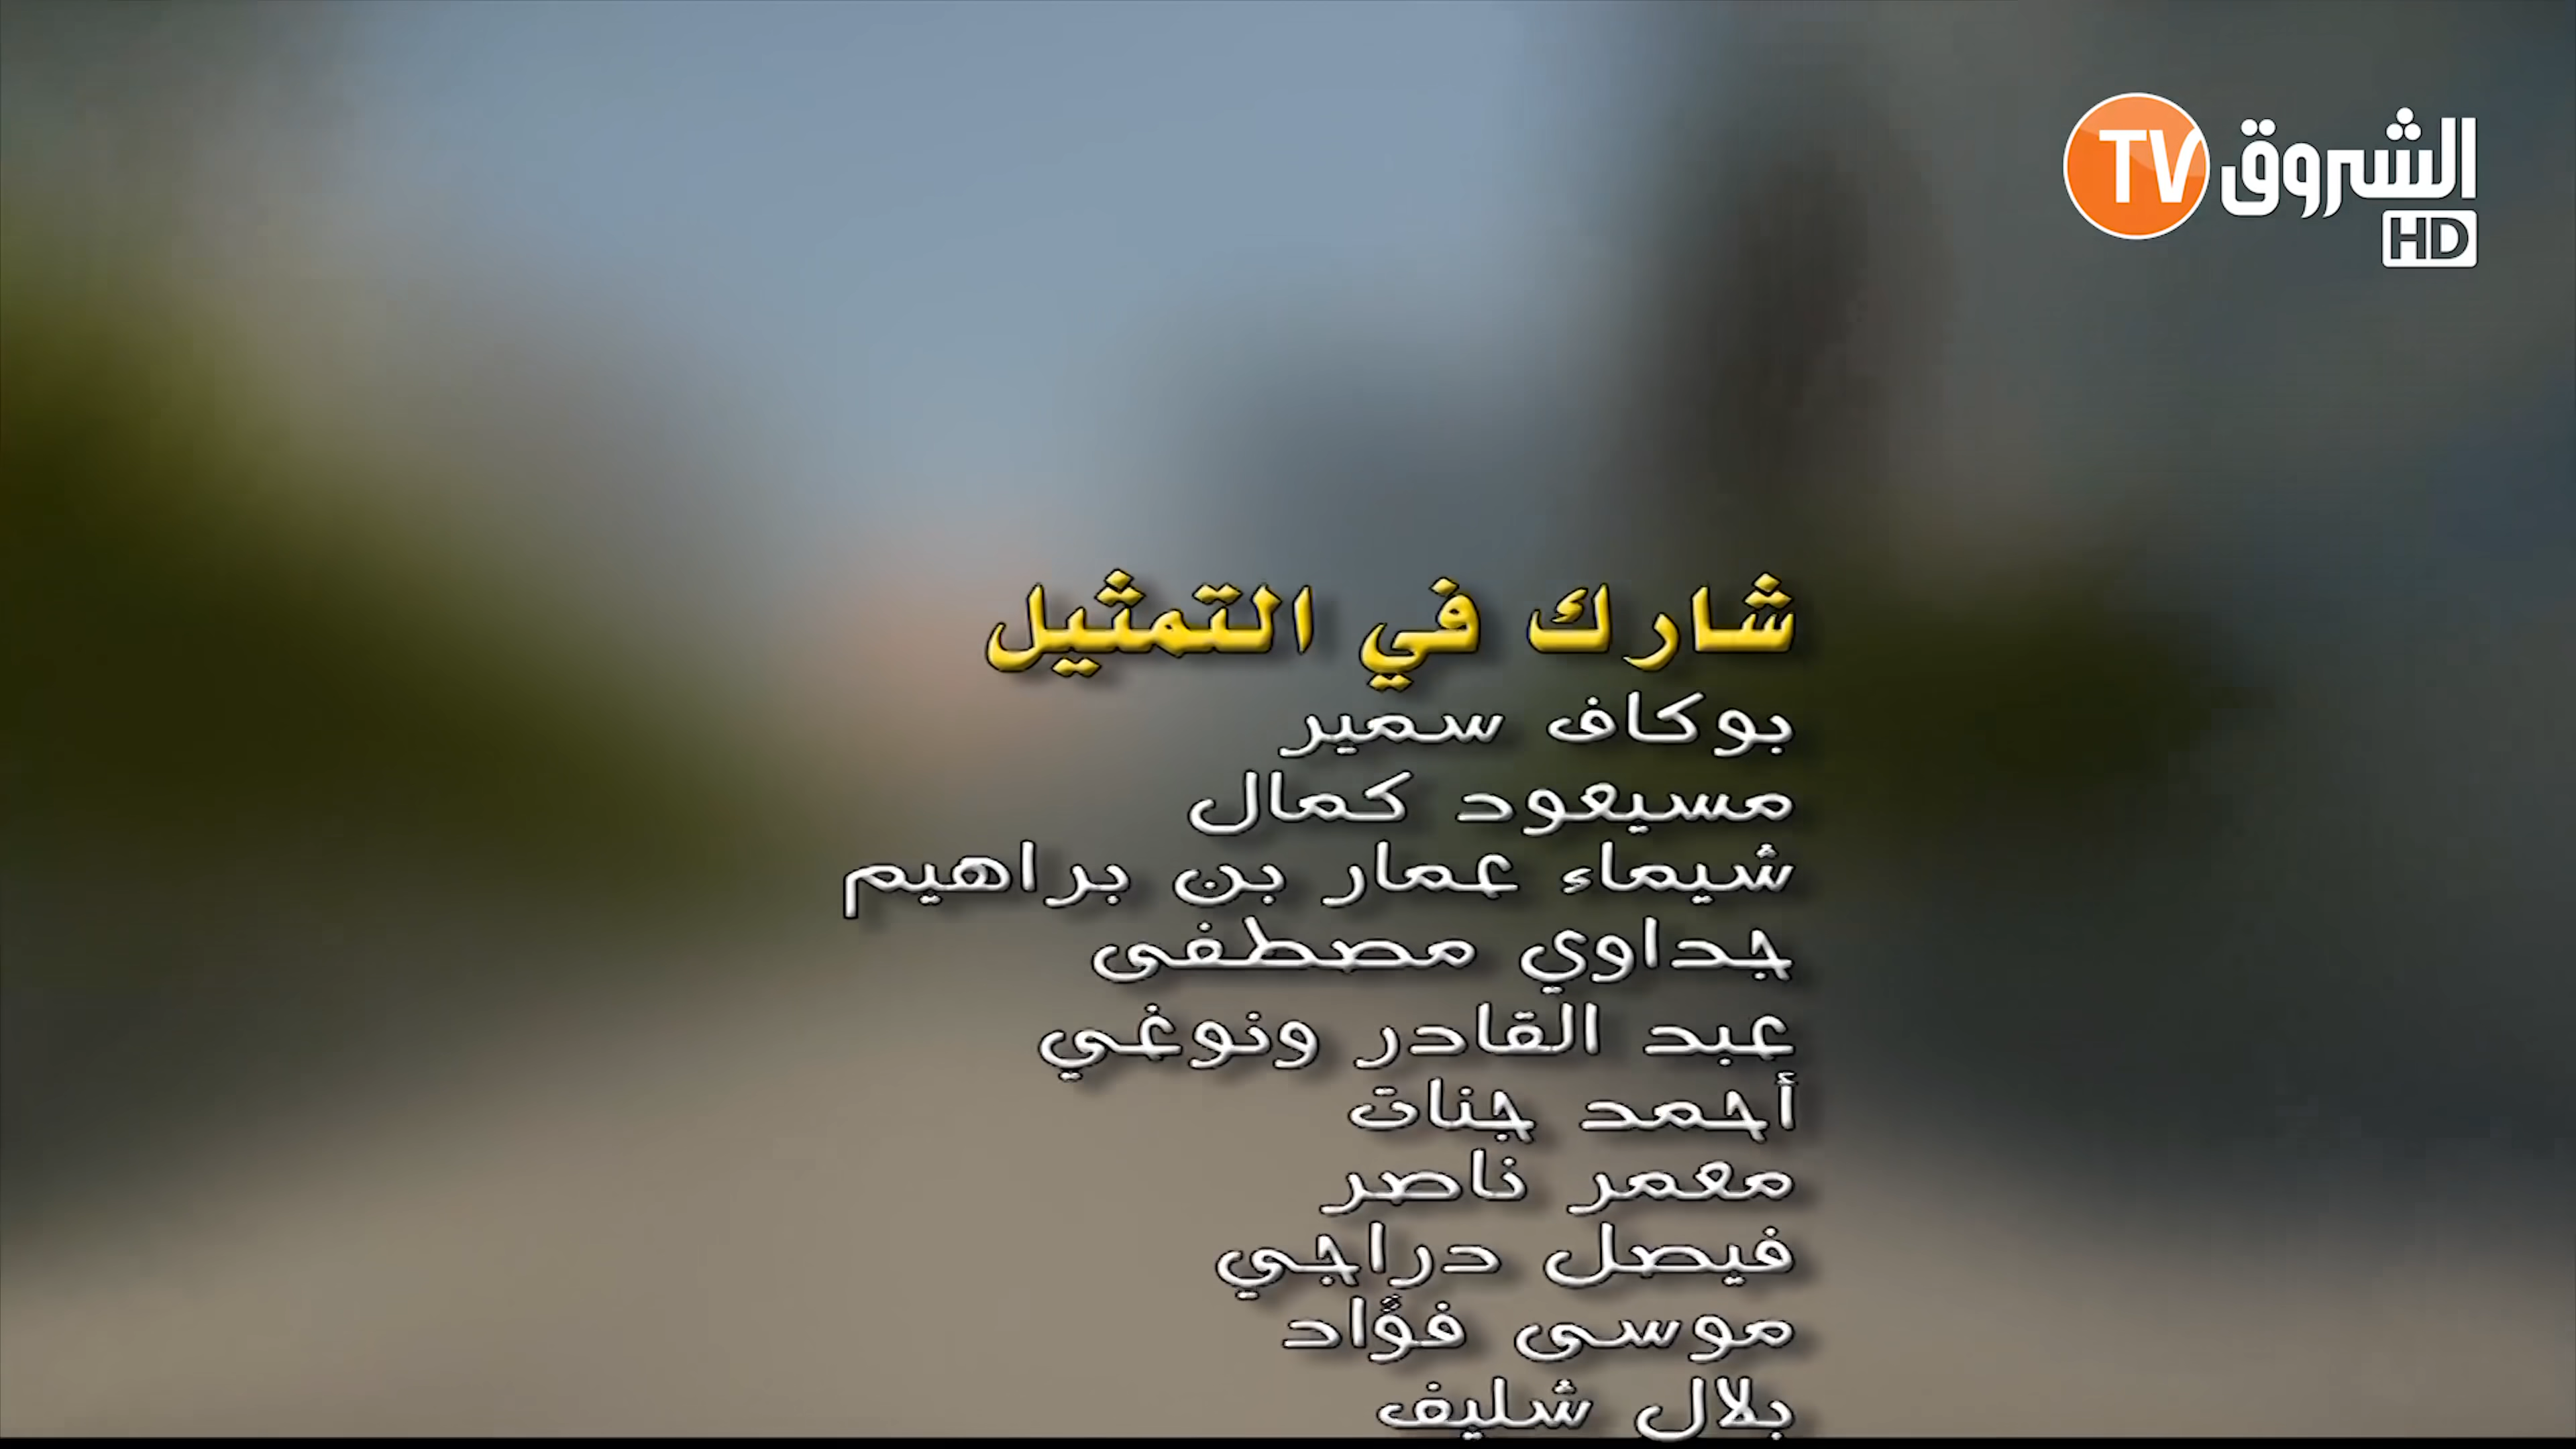 الشروق TV
HD
شارك في التمثيل
بوكاف سمير
مسيعود كمال
شيماء عمار بن براهيم
جداوي مصطفى
عبد القادر ونوغي
أحمد جنات
معمر ناصر
فيصل دراجي
موسى فؤاد
بلال شليف